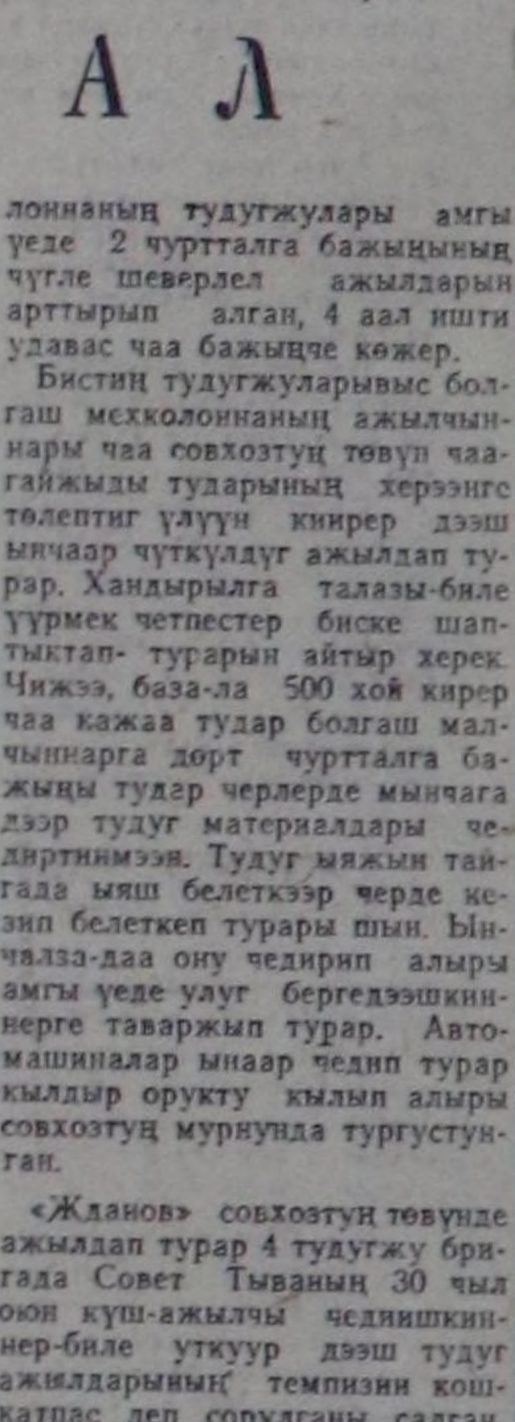 А Л
лоннаның тудугжулары амгы
үеде 2 чуртталга бажыңының
чүгле шеверлел ажылдарын
арттырып алган, 4 аал ишти
удавас чаа бажыңче көжер.
Бистиң тудугжуларывыс бол-
гаш мехколоннаның ажылчын-
нары чаа совхозтуң төвүн чаа-
гайжыды тударының херээнге
төлептиг үлүүн киирер дээш
ынчаар чүткүлдүг ажылдап ту-
рар. Хандырылга талазы-биле
үүрмек четпестер биске шап-
тыктап- турарын айтыр херек.
Чижээ, база-ла 500 хой кирер
чаа кажаа тудар болгаш мал-
чыннарга дөрт чуртталга ба-
жыңы тудар черлерде мынчага
дээр тудуг материалдары че-
диртинмээн. Тудуг ыяжын тай-
гада ыяш белеткээр черде ке-
зип белеткеп турары шын. Ын-
чалза-даа ону чедирип алыры
амгы үеде улуг бергедээшкин-
нерге таваржып турар. Авто-
машиналар ынаар чедип турар
кылдыр орукту кылып алыры
совхозтуң мурнунда тургустун-
ган.
«Жданов» совхозтуң төвүнде
ажылдап турар 4 тудугжу бри-
гада Совет Тываның 30 чыл
оюн күш-ажылчы чедиишкин-
нер-биле уткуур дээш тудуг
ажылдарының темпизин кош-
катпас деп сорулганы салган.